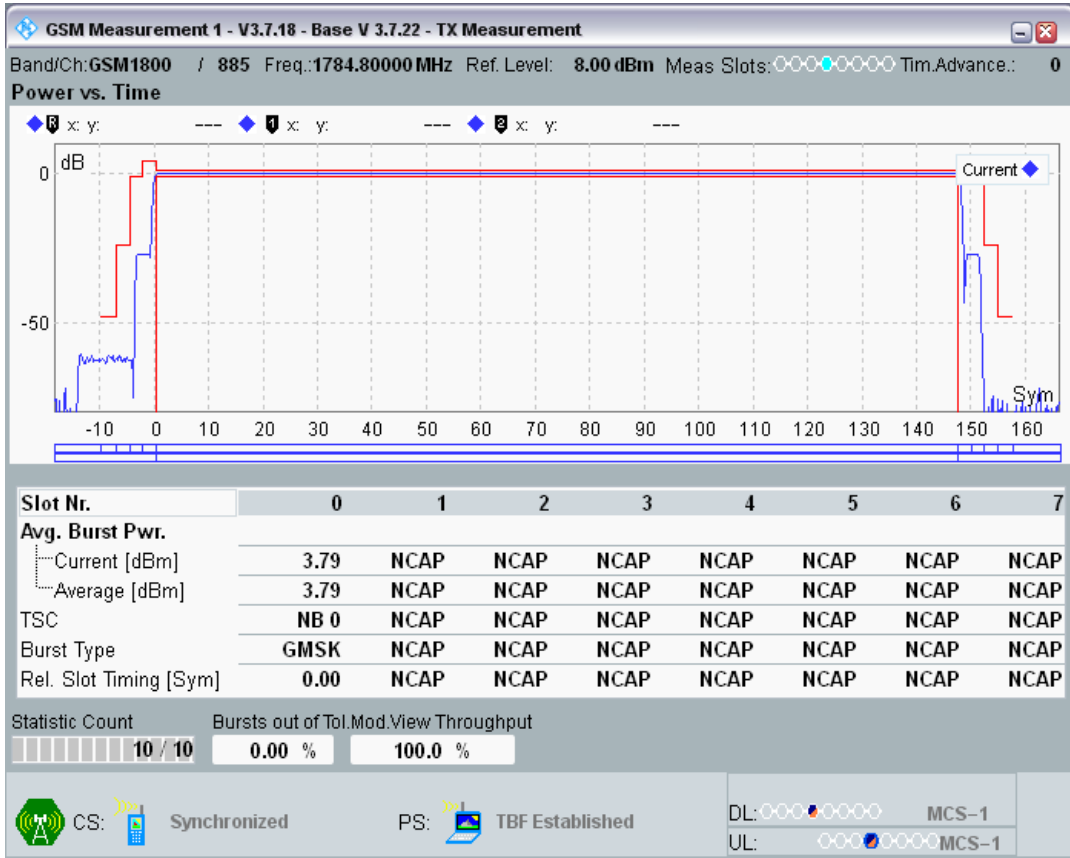 GSM Measurement 1 - V3.7.18 - Base V 3.7.22 - TX Measurement
Band/Ch:GSM1800 / 885 Freq.:1784.80000 MHz Ref. Level: 8.00 dBm Meas Slots: Tim.Advance.: 0
Power vs. Time
R x: y: --- 1 x: y: --- 2 x: y: ---
dB
0
Current
-50
Sym
-10 0 10 20 30 40 50 60 70 80 90 100 110 120 130 140 150 160
Slot Nr. 0 1 2 3 4 5 6 7
Avg. Burst Pwr.
Current [dBm] 3.79 NCAP NCAP NCAP NCAP NCAP NCAP NCAP
Average [dBm] 3.79 NCAP NCAP NCAP NCAP NCAP NCAP NCAP
TSC NB 0 NCAP NCAP NCAP NCAP NCAP NCAP NCAP
Burst Type GMSK NCAP NCAP NCAP NCAP NCAP NCAP NCAP
Rel. Slot Timing [Sym] 0.00 NCAP NCAP NCAP NCAP NCAP NCAP NCAP
Statistic Count Bursts out of Tol.Mod.View Throughput
10 / 10 0.00 % 100.0 %
CS: Synchronized PS: TBF Established
DL: MCS-1
UL: MCS-1